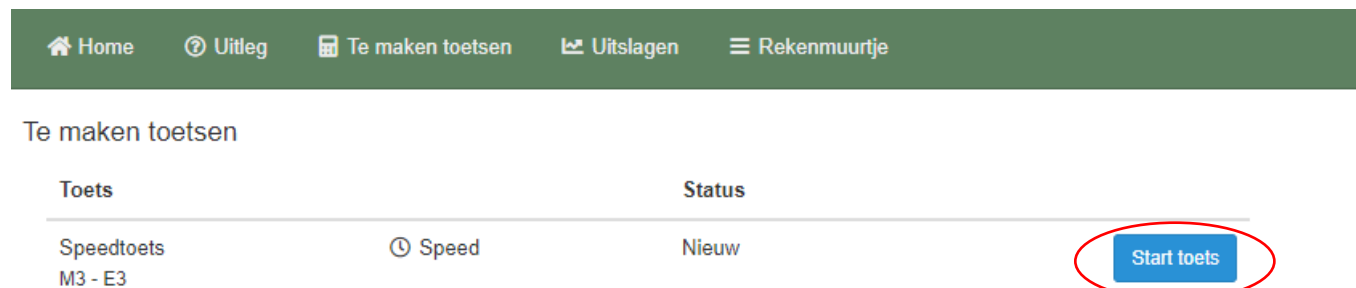 Home Uitleg Te maken toetsen Uitslagen Rekenmuurtje
Te maken toetsen
Toets Status
Speedtoets Speed Nieuw Start toets
M3 - E3